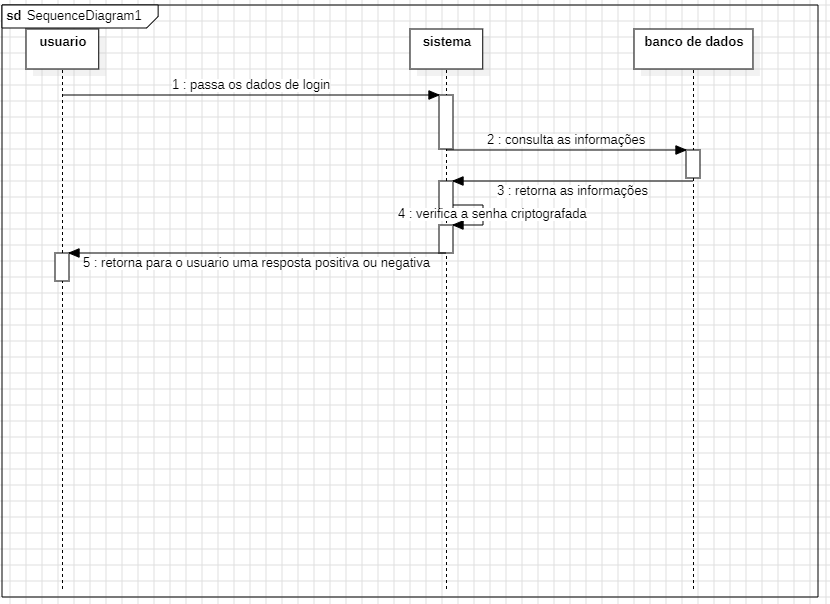 sd SequenceDiagram1
usuario
sistema
banco de dados
1 : passa os dados de login
2 : consulta as informações
3 : retorna as informações
4 : verifica a senha criptografada
5 : retorna para o usuario uma resposta positiva ou negativa